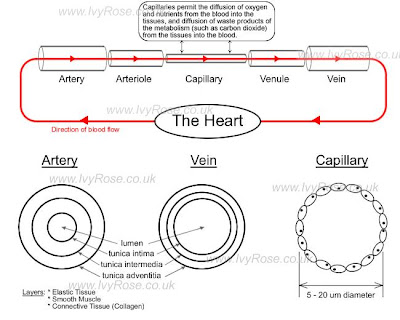 www.IvyRose.co.uk
Capillaries permit the diffusion of oxygen
and nutrients from the blood into the
tissues, and diffusion of waste products of
the metabolism (such as carbon dioxide)
from the tissues into the blood.
Artery
Arteriole
Capillary
Venule
Vein
www.IvyRose.co.uk
Direction of blood flow
The Heart
Artery
Vein
Capillary
www.IvyRose.co.uk
www.IvyRose.co.uk
lumen
tunica intima
tunica intermedia
tunica adventitia
www.IvyRose.co.uk
Layers: * Elastic Tissue
* Smooth Muscle
* Connective Tissue (Collagen)
5 - 20 um diameter